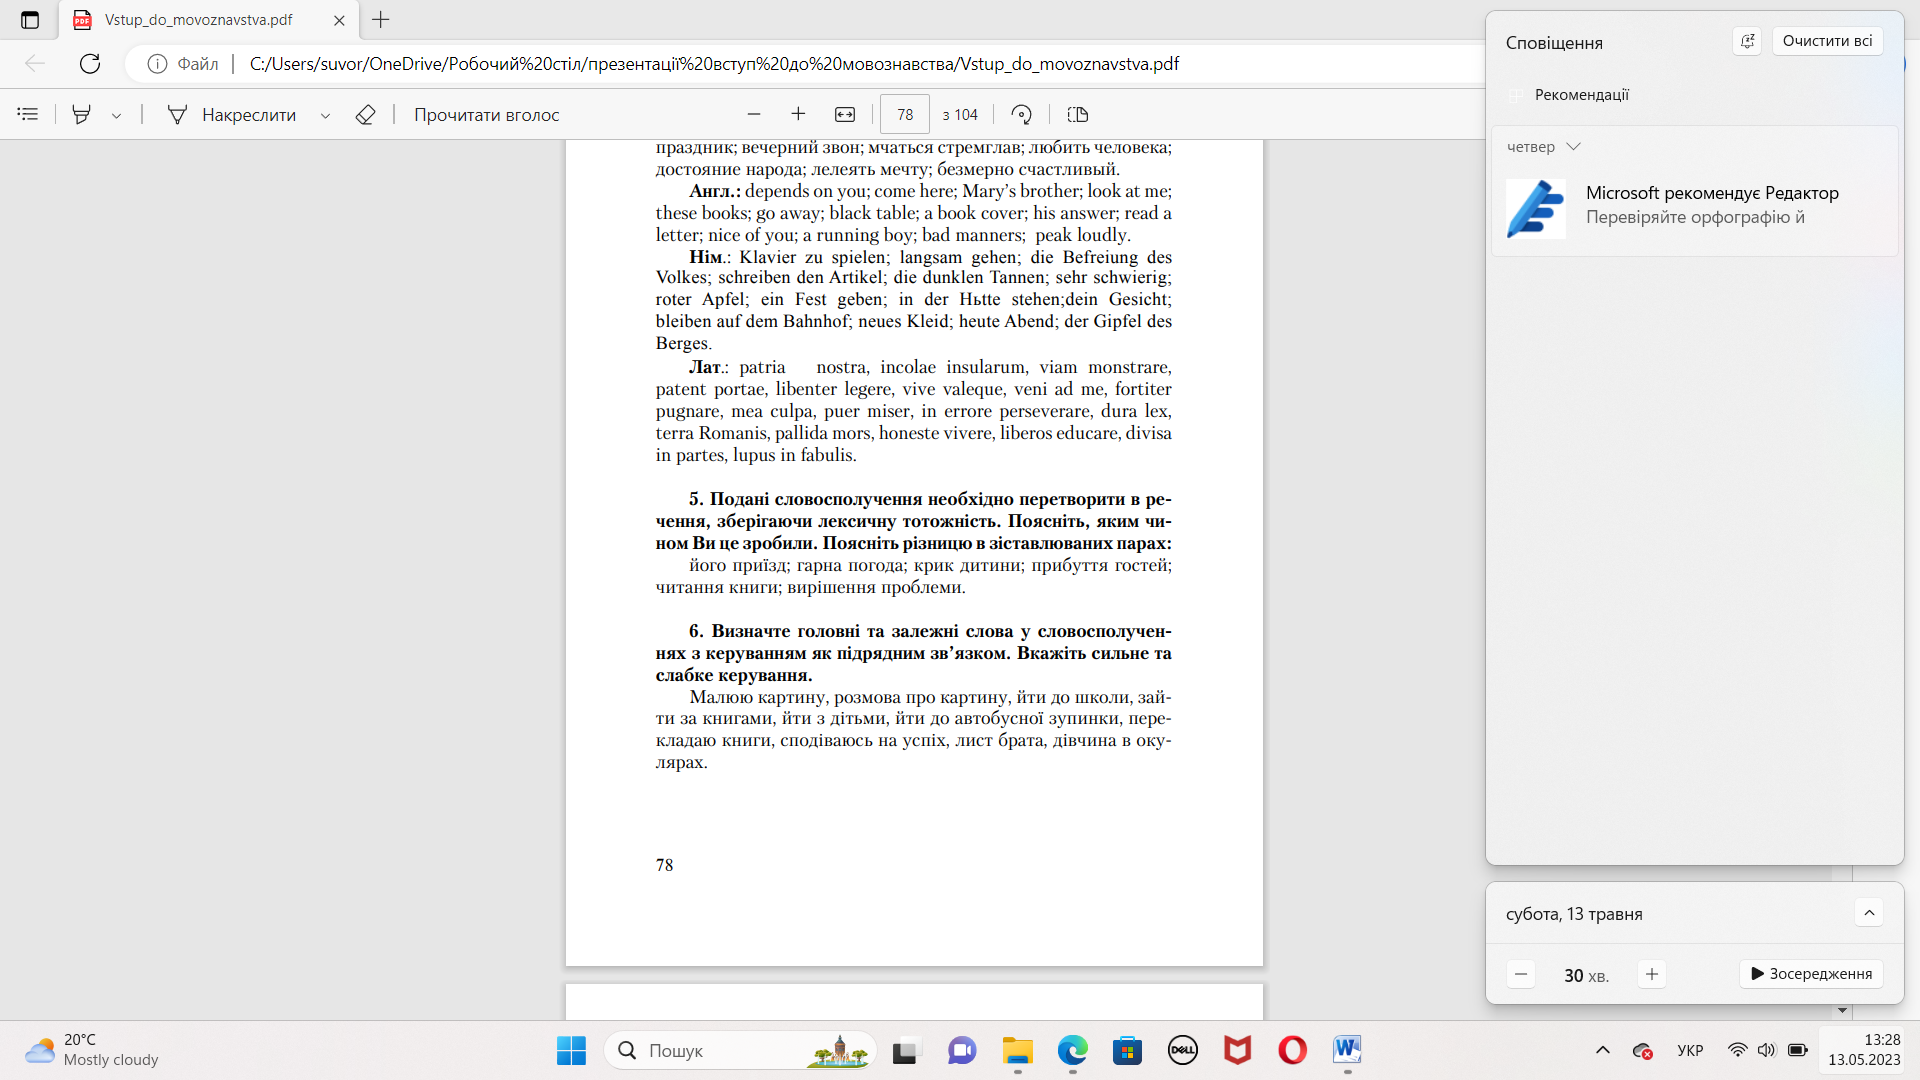 Vstup_do_movoznavstva.pdf
Файл
C:/Users/suvor/OneDrive/Робочий%20стіл/презентації%20вступ%20до%20мовознавства/Vstup_do_movoznavstva.pdf
Накреслити
Прочитати вголос
78 з 104
праздник; вечерний звон; мчаться стремглав; любить человека;
достояние народа; лелеять мечту; безмерно счастливый.
Англ.: depends on you; come here; Mary's brother; look at me;
these books; go away; black table; a book cover; his answer; read a
letter; nice of you; a running boy; bad manners; peak loudly.
Нім.: Klavier zu spielen; langsam gehen; die Befreiung des
Volkes; schreiben den Artikel; die dunklen Tannen; sehr schwierig;
roter Apfel; ein Fest geben; in der Hьtte stehen;dein Gesicht;
bleiben auf dem Bahnhof; neues Kleid; heute Abend; der Gipfel des
Berges.
Лат.: patria nostra, incolae insularum, viam monstrare,
patent portae, libenter legere, vive valeque, veni ad me, fortiter
pugnare, mea culpa, puer miser, in errore perseverare, dura lex,
terra Romanis, pallida mors, honeste vivere, liberos educare, divisa
in partes, lupus in fabulis.
5. Подані словосполучення необхідно перетворити в ре-
чення, зберігаючи лексичну тотожність. Поясніть, яким чи-
ном Ви це зробили. Поясніть різницю в зіставлюваних парах:
його приїзд; гарна погода; крик дитини; прибуття гостей;
читання книги; вирішення проблеми.
6. Визначте головні та залежні слова у словосполучен-
нях з керуванням як підрядним зв'язком. Вкажіть сильне та
слабке керування.
Малюю картину, розмова про картину, йти до школи, зай-
ти за книгами, йти з дітьми, йти до автобусної зупинки, пере-
кладаю книги, сподіваюсь на успіх, лист брата, дівчина в оку-
лярах.
78
Сповіщення
Очистити всі
Рекомендації
четвер
Microsoft рекомендує Редактор
Перевіряйте орфографію й
субота, 13 травня
30 хв.
Зосередження
20°C
Mostly cloudy
Пошук
DELL
УКР
13:28
13.05.2023